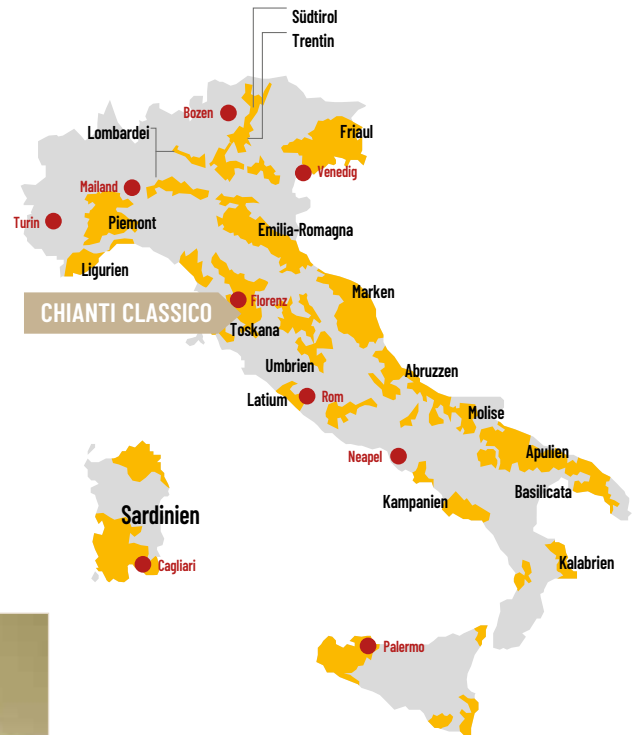 Südtirol
Trentin
Bozen
Lombardei
Friaul
Venedig
Mailand
Turin
Piemont
Emilia-Romagna
Ligurien
Marken
CHIANTI CLASSICO
Florenz
Toskana
Umbrien
Abruzzen
Latium
Rom
Molise
Neapel
Apulien
Basilicata
Kampanien
Sardinien
Cagliari
Kalabrien
Palermo